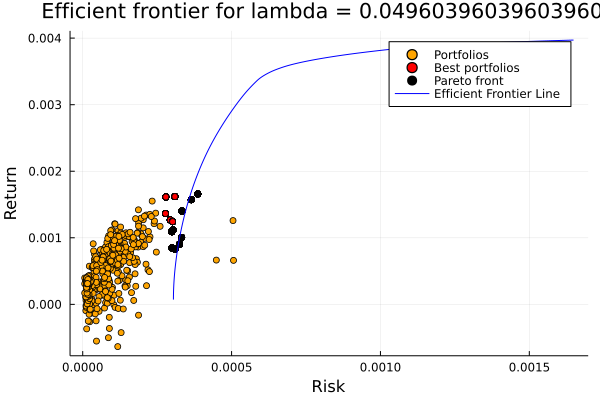 Efficient frontier for lambda = 0.0496039603960396０
0.004
0.003
0.002
0.001
0.000
Return
Portfolios
Best portfolios
Pareto front
Efficient Frontier Line
0.0000
0.0005
0.0010
0.0015
Risk